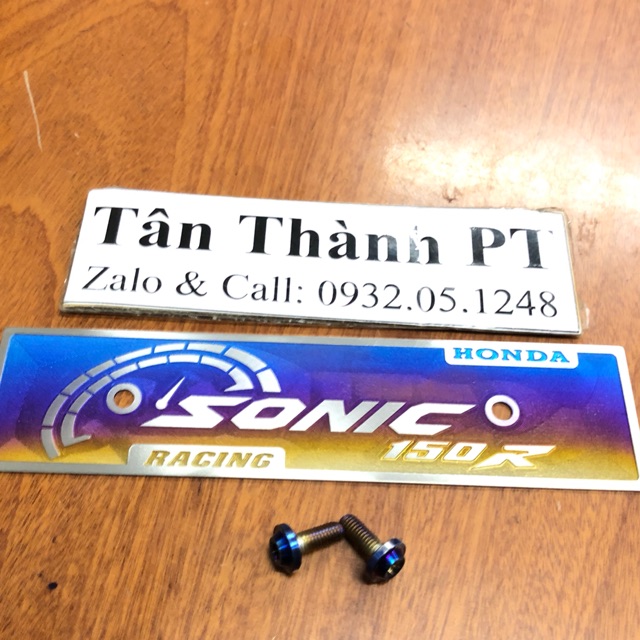 Tân Thành PT
Zalo & Call: 0932.05.1248
HONDA
SONIC
150R
RACING